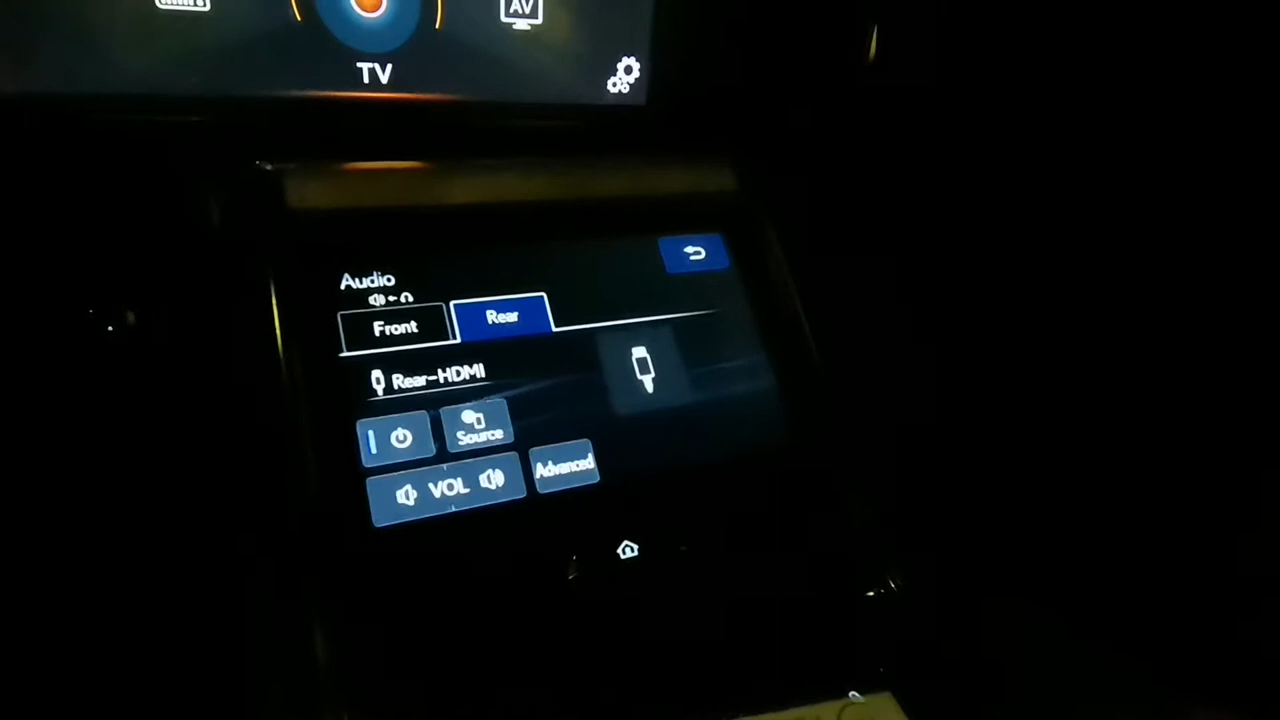 AV
TV
Audio
Front
Rear
Rear-HDMI
Source
VOL
Advanced